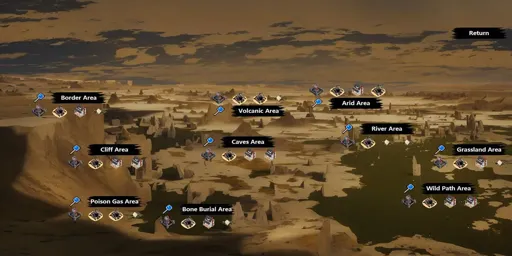 Return
Border Area
Volcanic Area
Arid Area
Cliff Area
Caves Area
River Area
Grassland Area
Poison Gas Area
Bone Burial Area
Wild Path Area